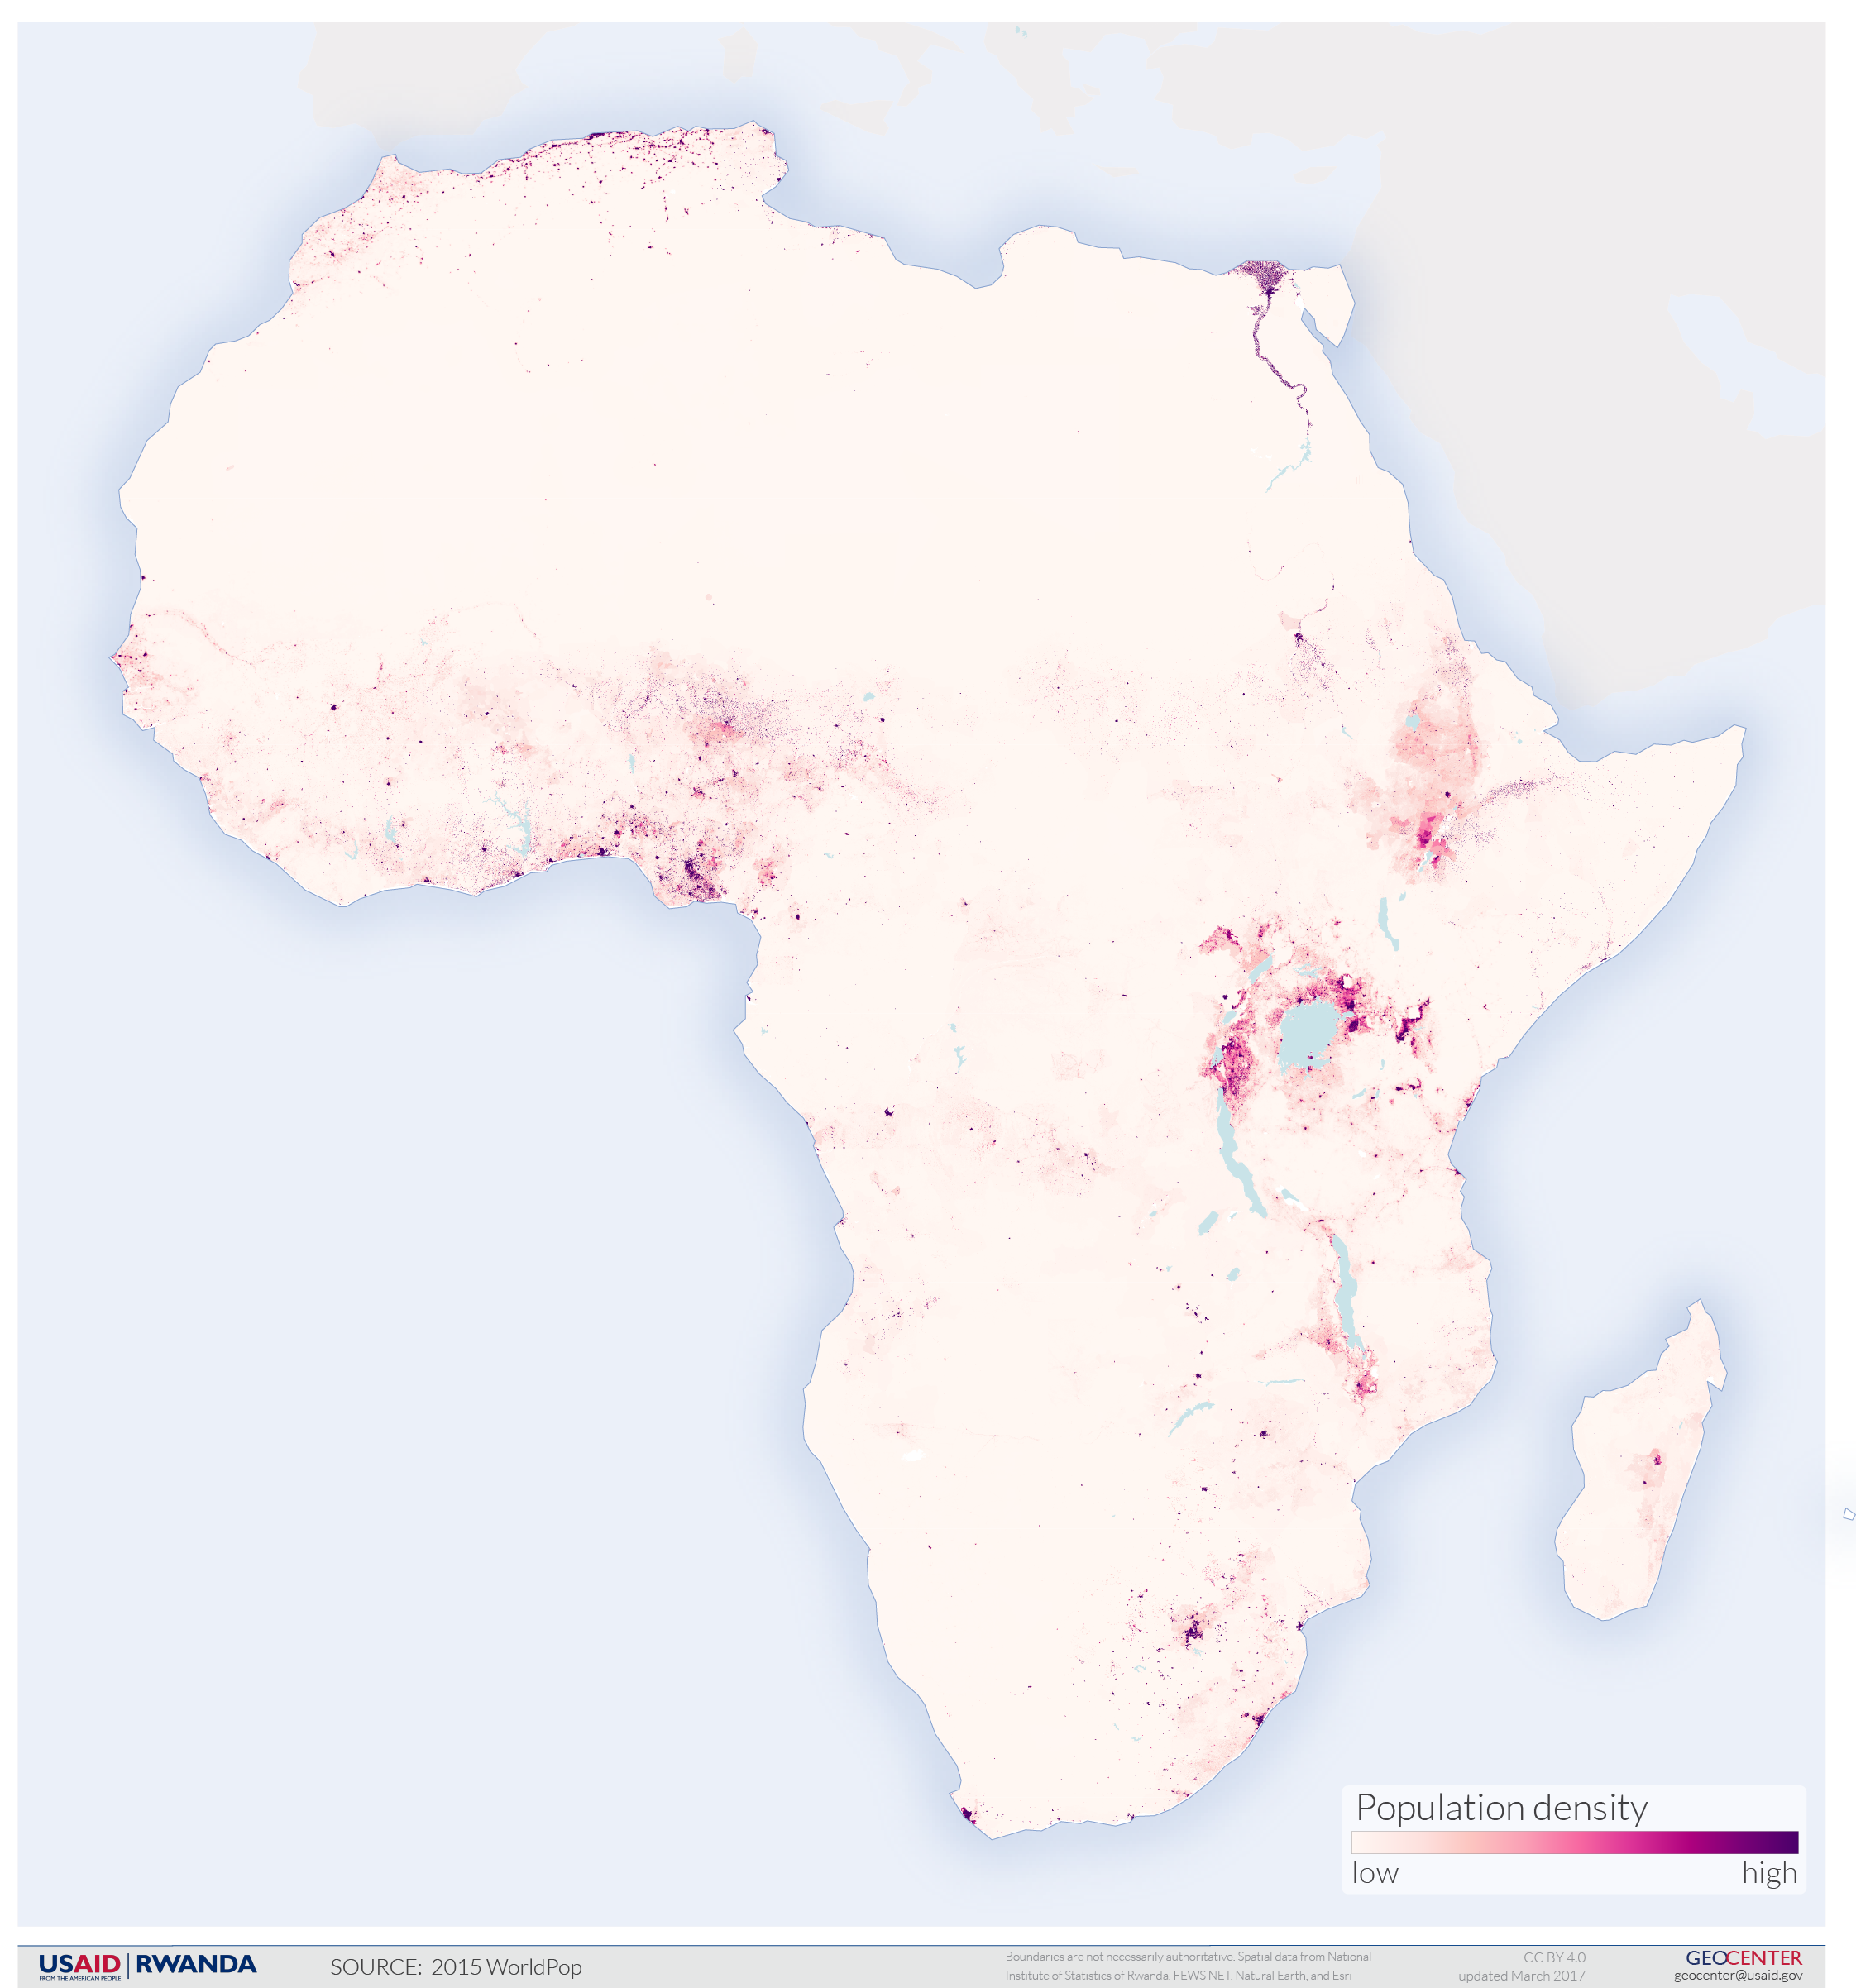 Population density
low high
USAID | RWANDA
FROM THE AMERICAN PEOPLE
SOURCE: 2015 WorldPop
Boundaries are not necessarily authoritative. Spatial data from National
Institute of Statistics of Rwanda, FEWS NET, Natural Earth, and Esri
CC BY 4.0
updated March 2017
GEOCENTER
geocenter@usaid.gov